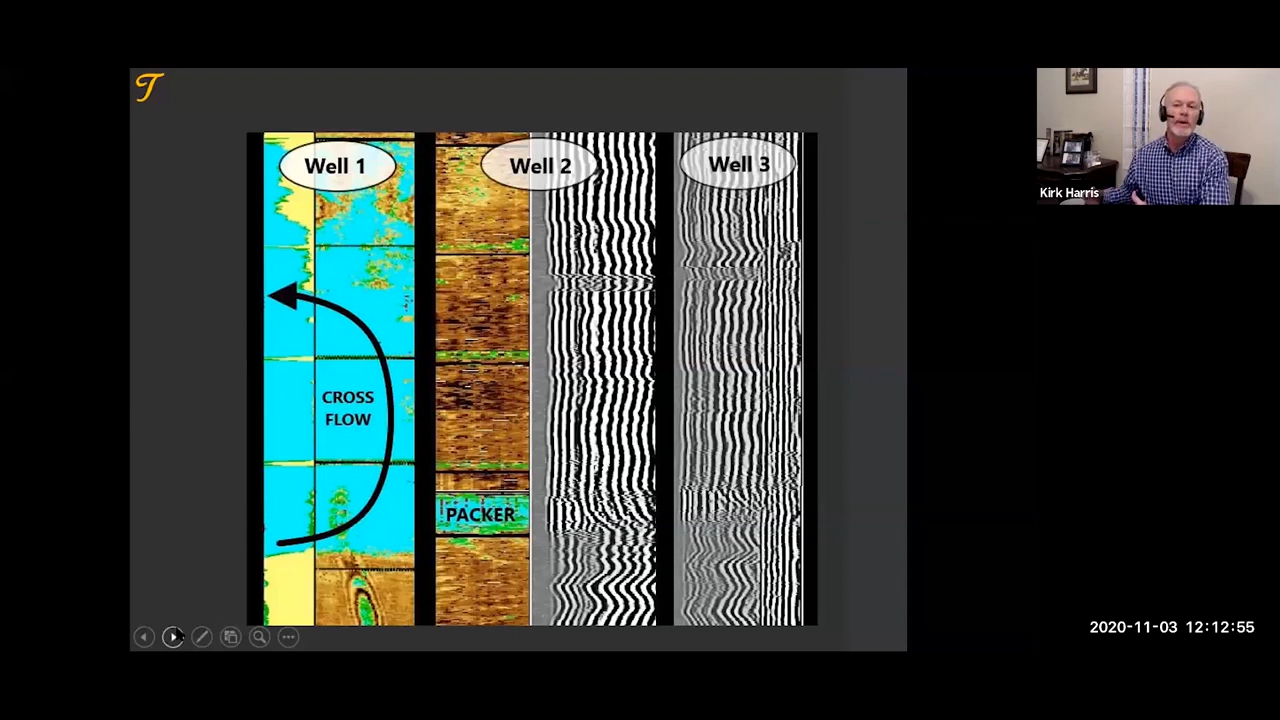 T
Well 1
Well 2
Well 3
CROSS
FLOW
PACKER
Kirk Harris
2020-11-03 12:12:55